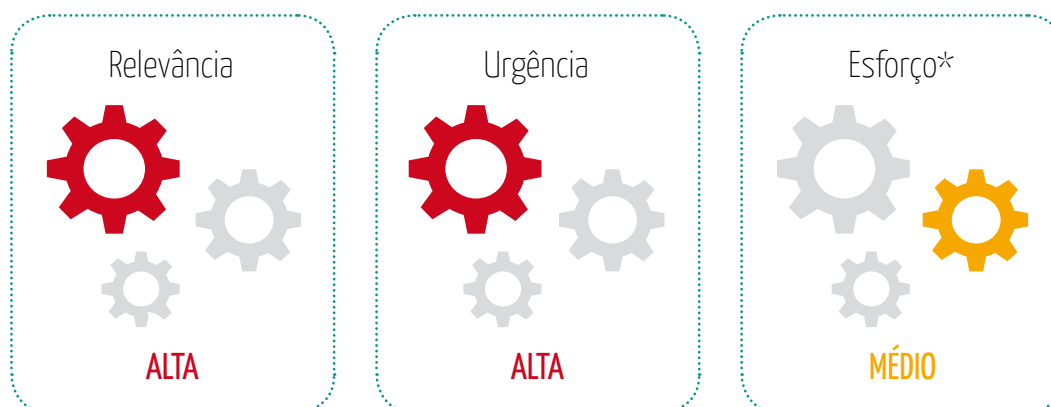 Relevância
ALTA
Urgência
ALTA
Esforço*
MÉDIO